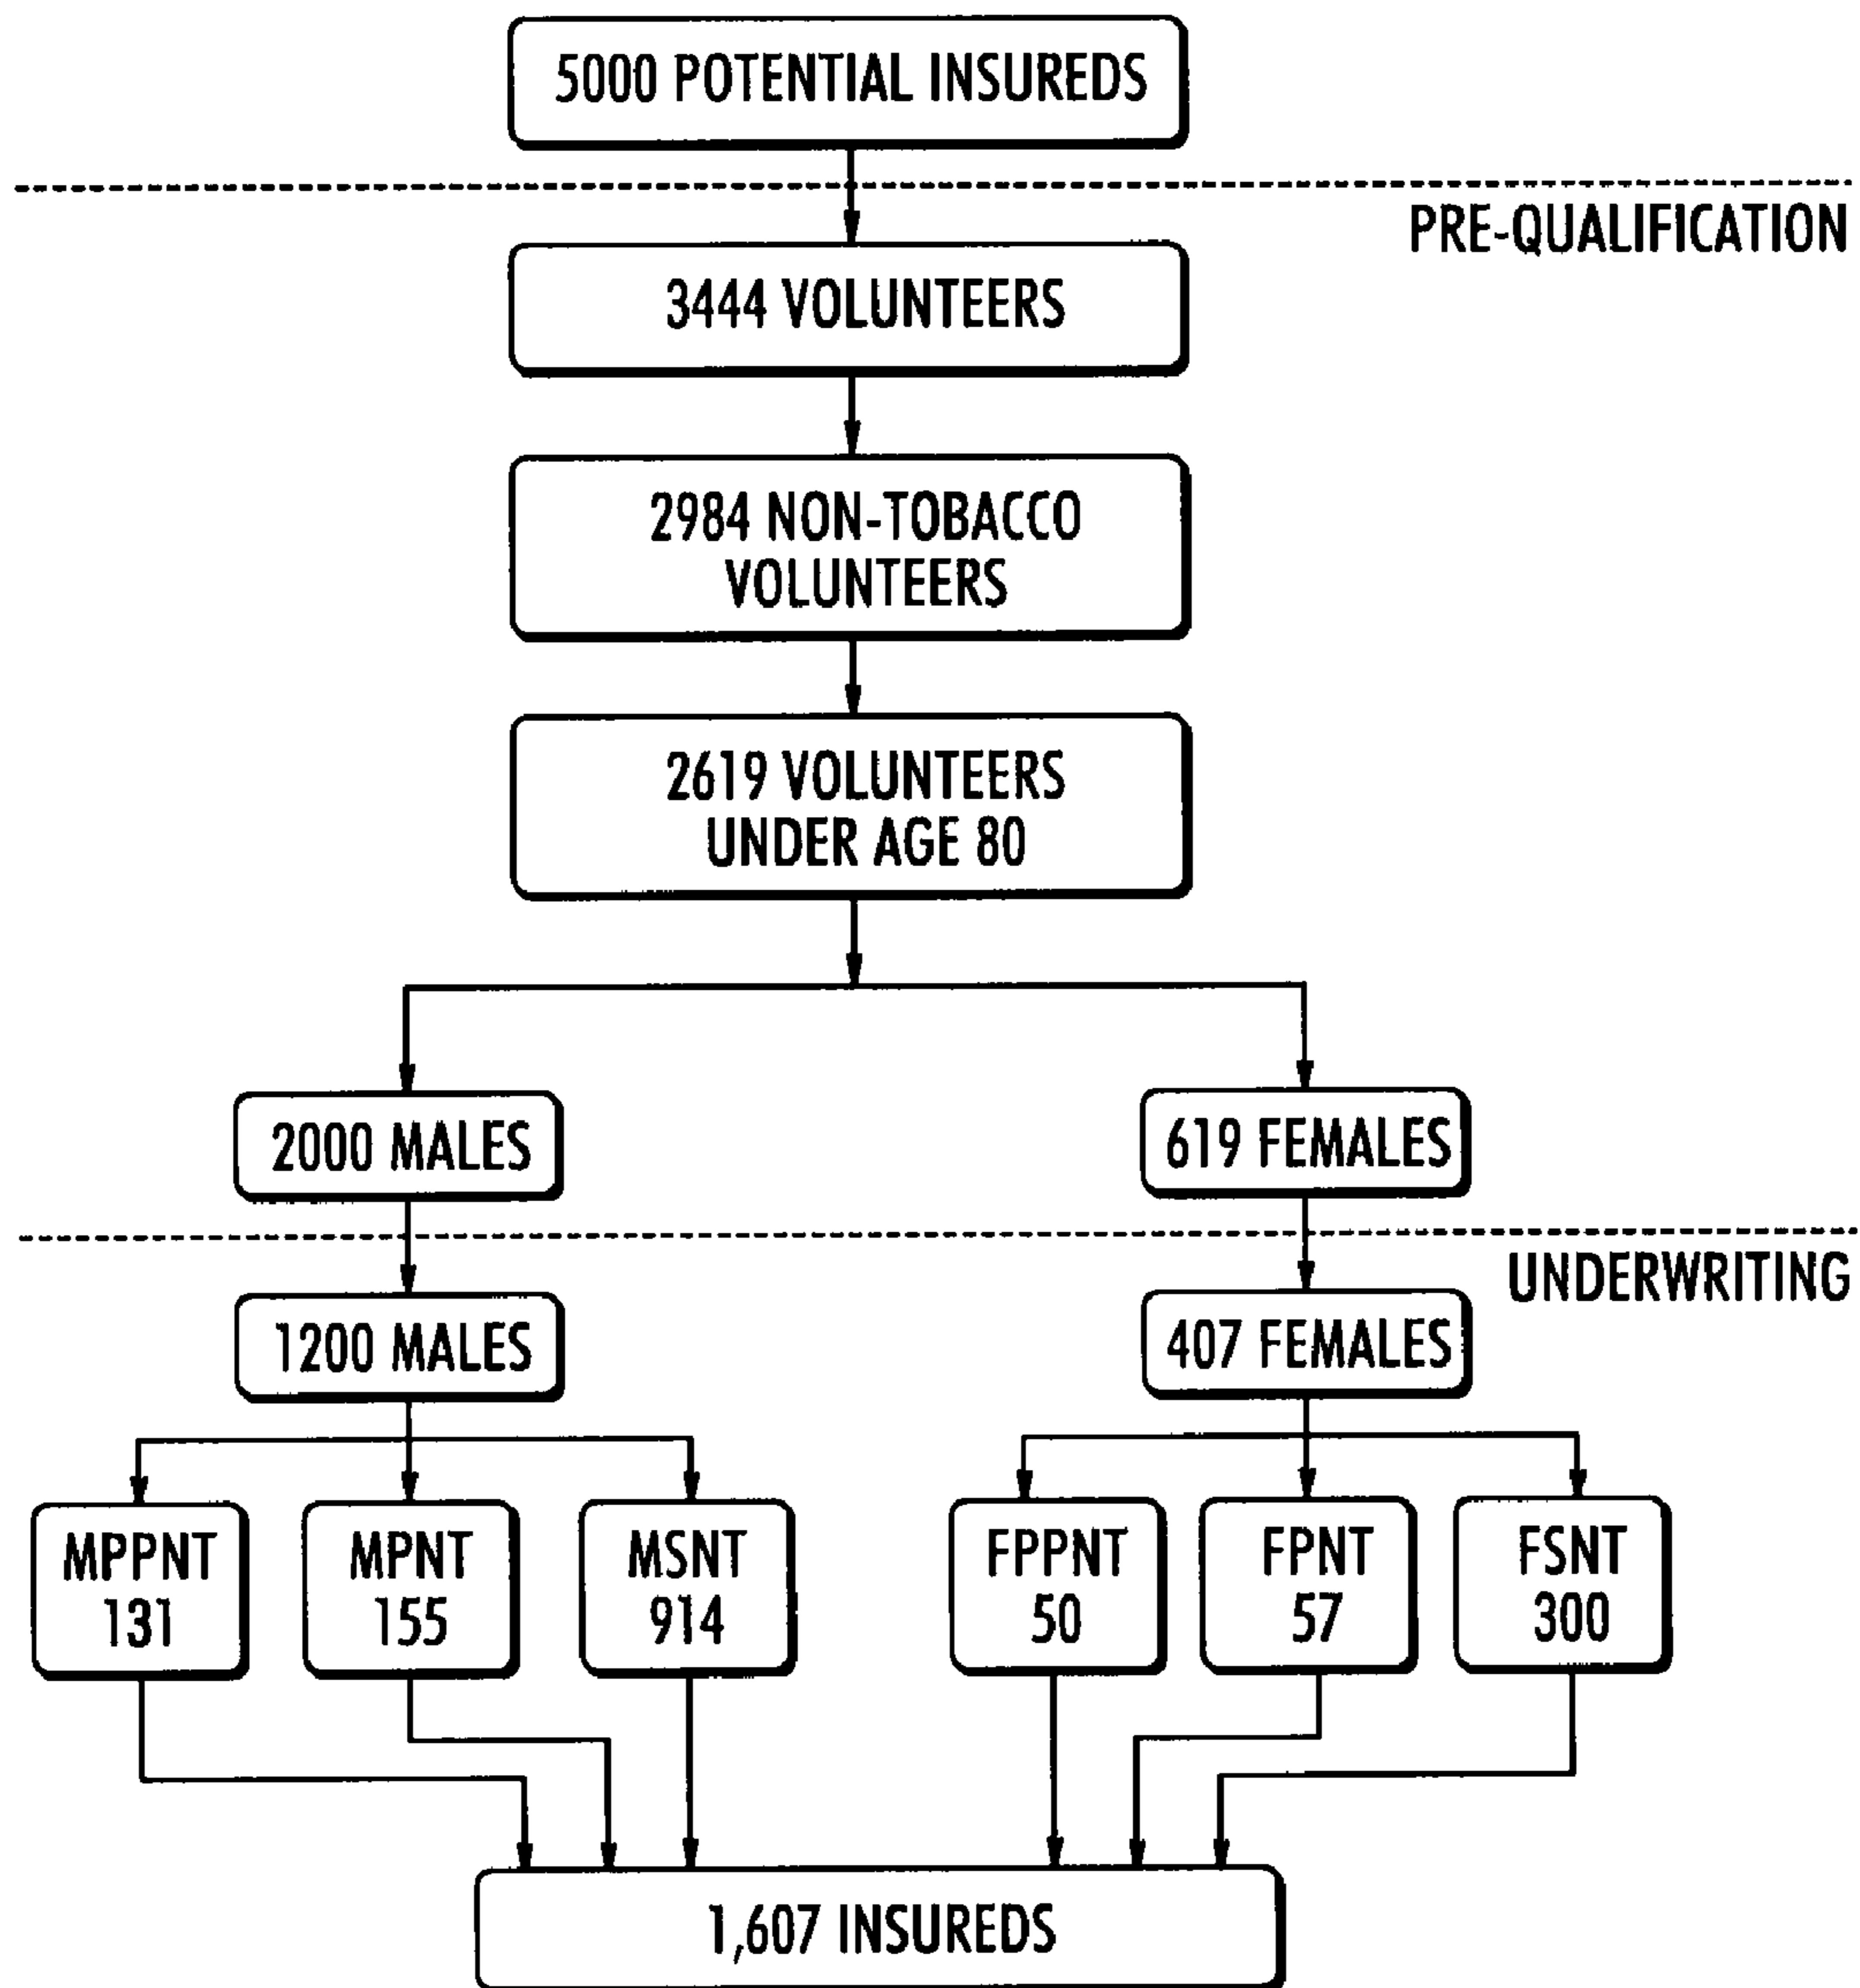 5000 POTENTIAL INSUREDS
PRE-QUALIFICATION
3444 VOLUNTEERS
2984 NON-TOBACCO
VOLUNTEERS
2619 VOLUNTEERS
UNDER AGE 80
2000 MALES
619 FEMALES
UNDERWRITING
1200 MALES
407 FEMALES
MPPNT
131
MPNT
155
MSNT
914
FPPNT
50
FPNT
57
FSNT
300
1,607 INSUREDS